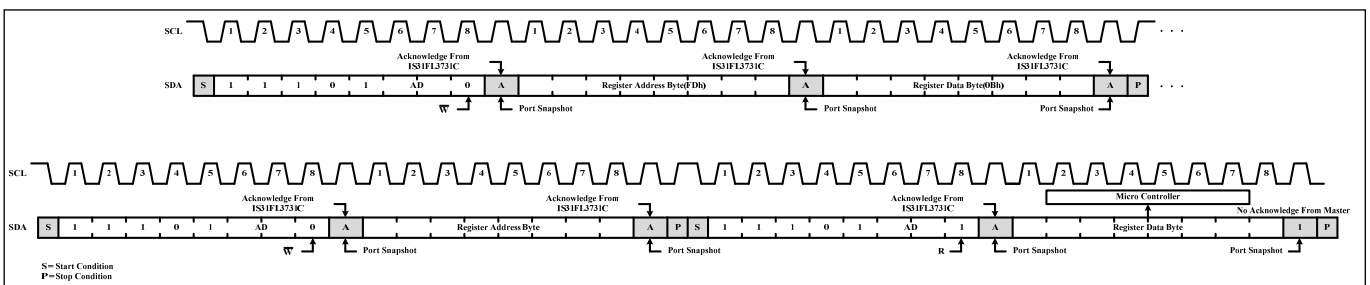 SCL 1 2 3 4 5 6 7 8 1 2 3 4 5 6 7 8 1 2 3 4 5 6 7 8 . . .
Acknowledge From IS31FL3731C
Acknowledge From IS31FL3731C
Acknowledge From IS31FL3731C
SDA S 1 1 1 0 1 AD 0 A Register Address Byte(FDh) A Register Data Byte(0Bh) A P . . .
W Port Snapshot Port Snapshot Port Snapshot
SCL 1 2 3 4 5 6 7 8 1 2 3 4 5 6 7 8 1 2 3 4 5 6 7 8 1 2 3 4 5 6 7 8
Acknowledge From IS31FL3731C
Acknowledge From IS31FL3731C
Acknowledge From IS31FL3731C
Micro Controller
No Acknowledge From Master
SDA S 1 1 1 0 1 AD 0 A Register Address Byte A P S 1 1 1 0 1 AD 1 A Register Data Byte 1 P
W Port Snapshot Port Snapshot R Port Snapshot Port Snapshot
S=Start Condition
P=Stop Condition